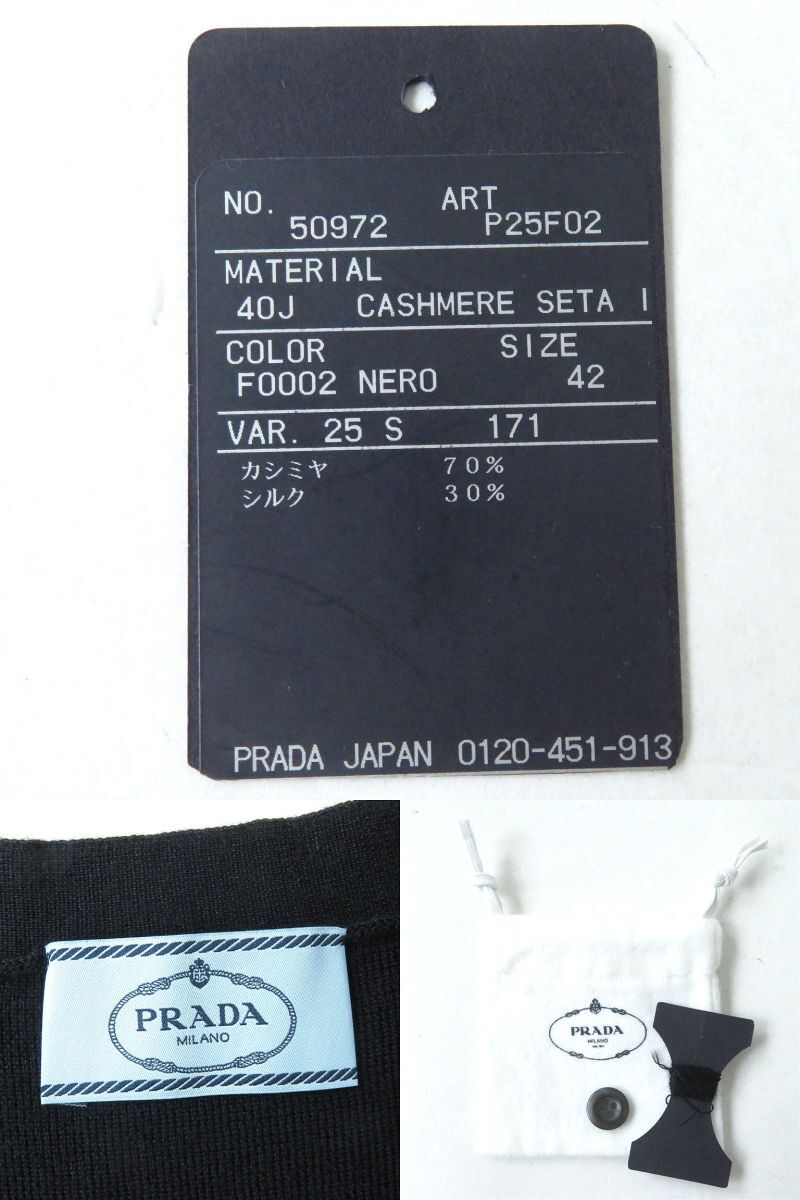 NO. ART
50972 P25F02
MATERIAL
40J CASHMERE SETA I
COLOR SIZE
F0002 NERO 42
VAR. 25 S 171
カシミヤ 70%
シルク 30%
PRADA JAPAN 0120-451-913
PRADA
MILANO
PRADA
MILANO